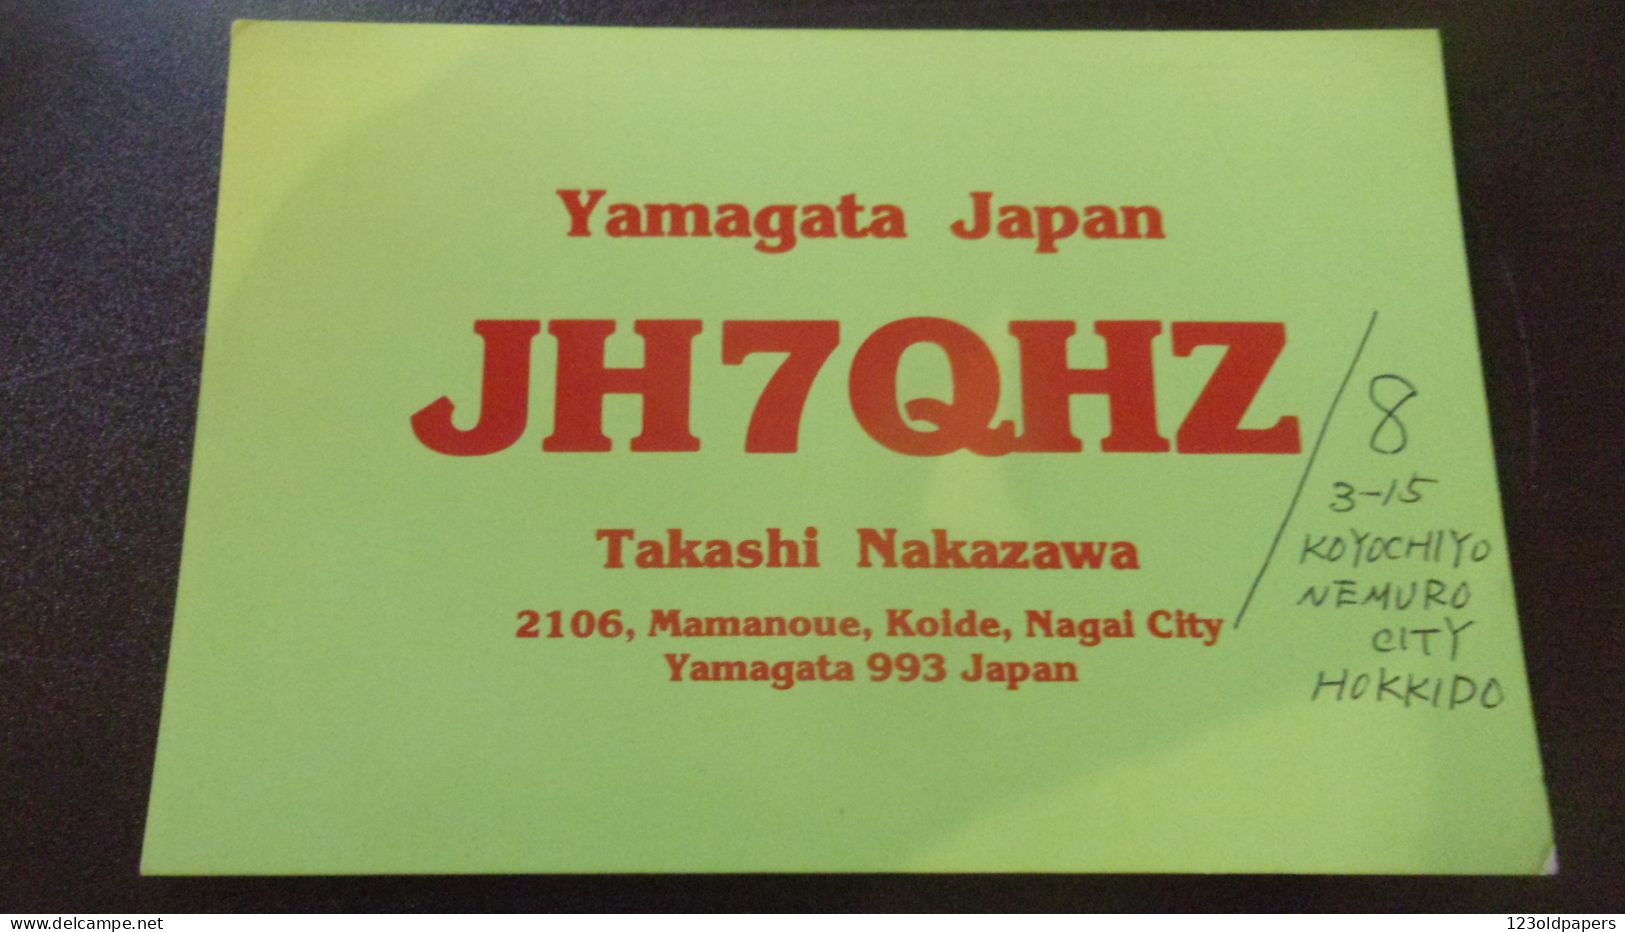 Yamagata Japan
JH7QHZ
/8
Takashi Nakazawa
2106, Mamanoue, Koide, Nagai City
Yamagata 993 Japan
3-15
KOYOCHIYO
NEMURO
CITY
HOKKIDO
www.delcampe.net
123oldpapers